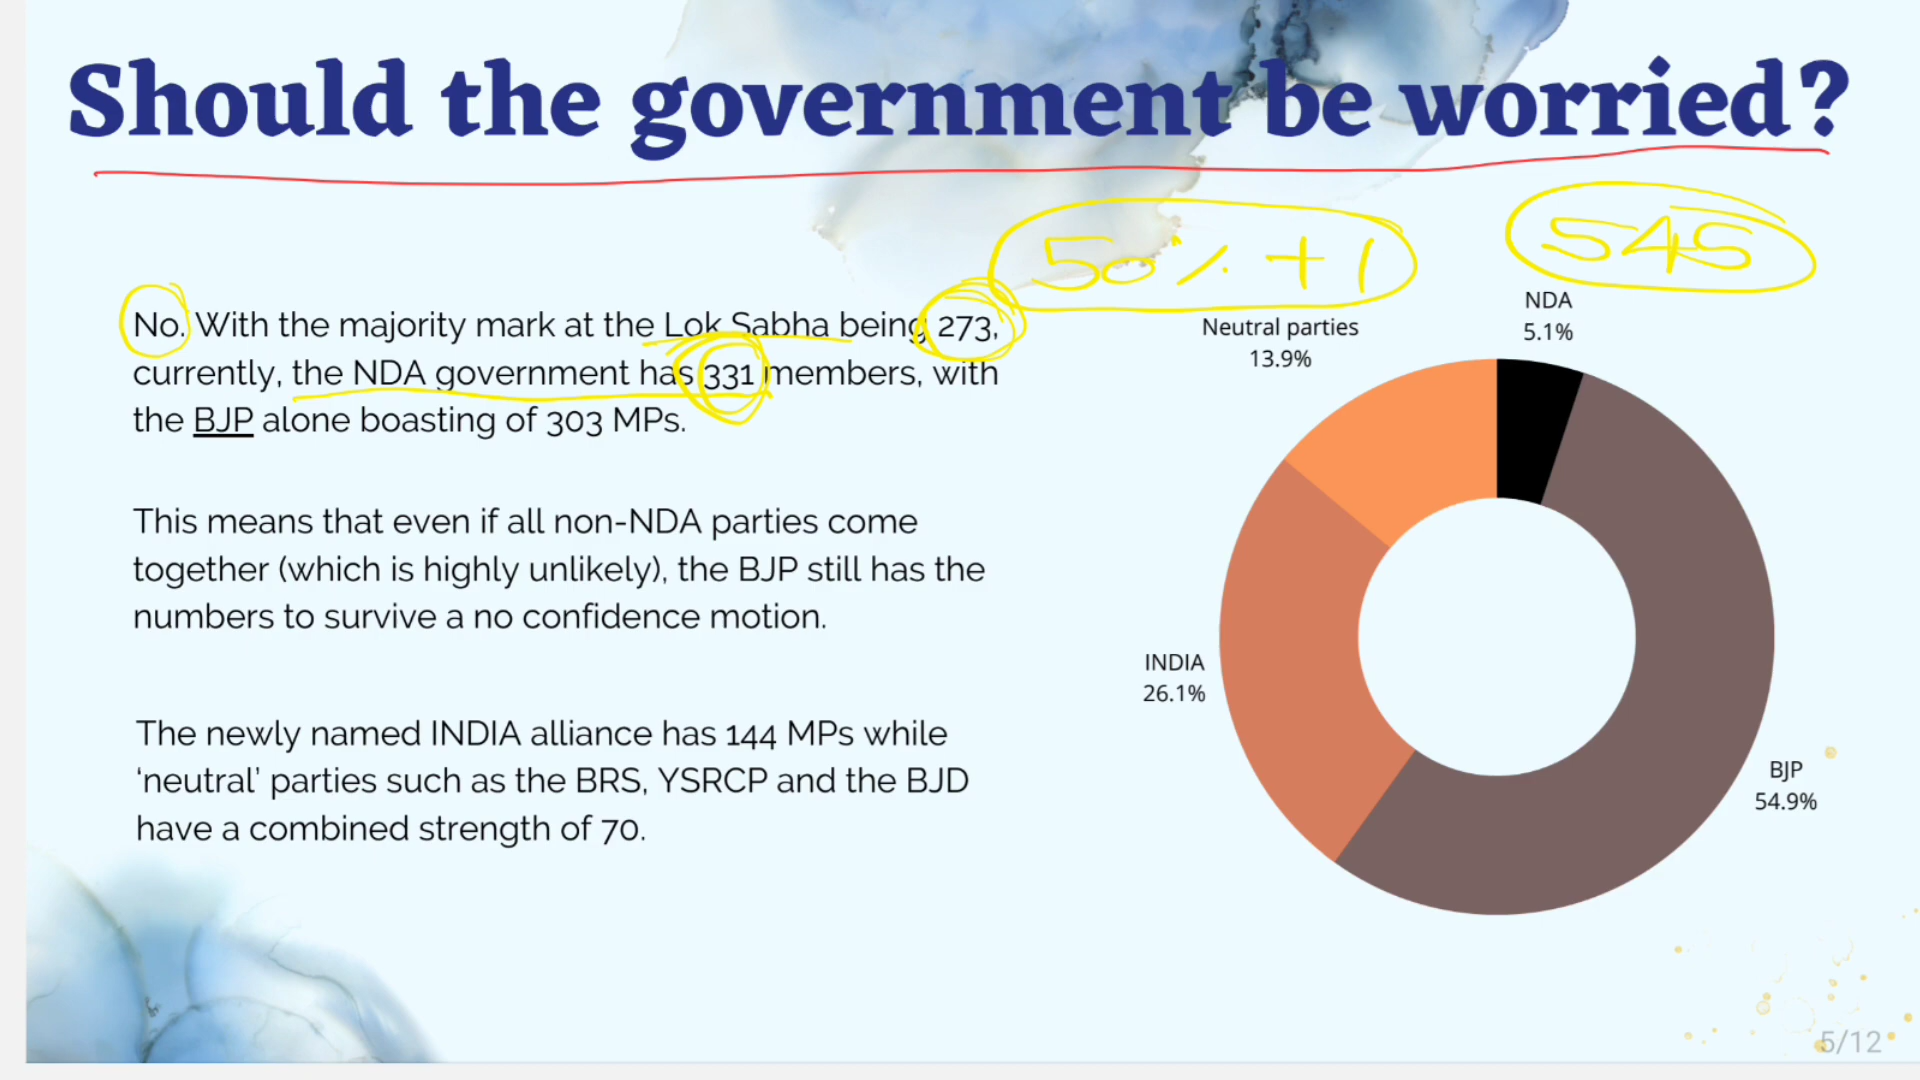 Should the government be worried?
50% + 1
545
No. With the majority mark at the Lok Sabha being 273,
currently, the NDA government has 331 members, with
the BJP alone boasting of 303 MPs.
This means that even if all non-NDA parties come
together (which is highly unlikely), the BJP still has the
numbers to survive a no confidence motion.
The newly named INDIA alliance has 144 MPs while
‘neutral’ parties such as the BRS, YSRCP and the BJD
have a combined strength of 70.
NDA
5.1%
Neutral parties
13.9%
INDIA
26.1%
BJP
54.9%
5/12